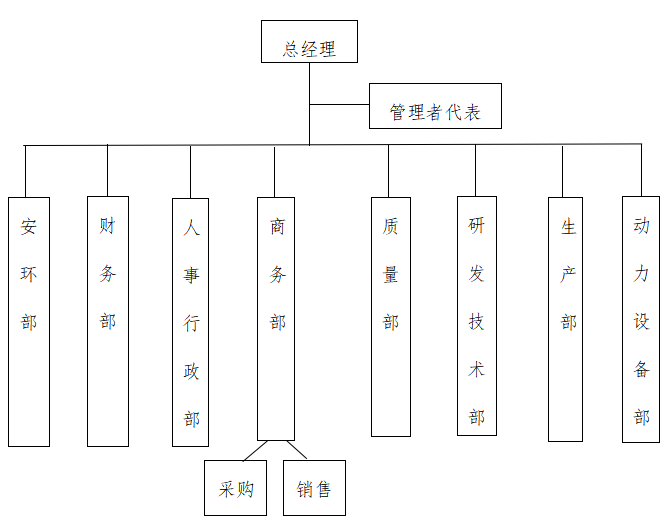 总经理
管理者代表
安环部
财务部
人事行政部
商务部
质量部
研发技术部
生产部
动力设备部
采购
销售